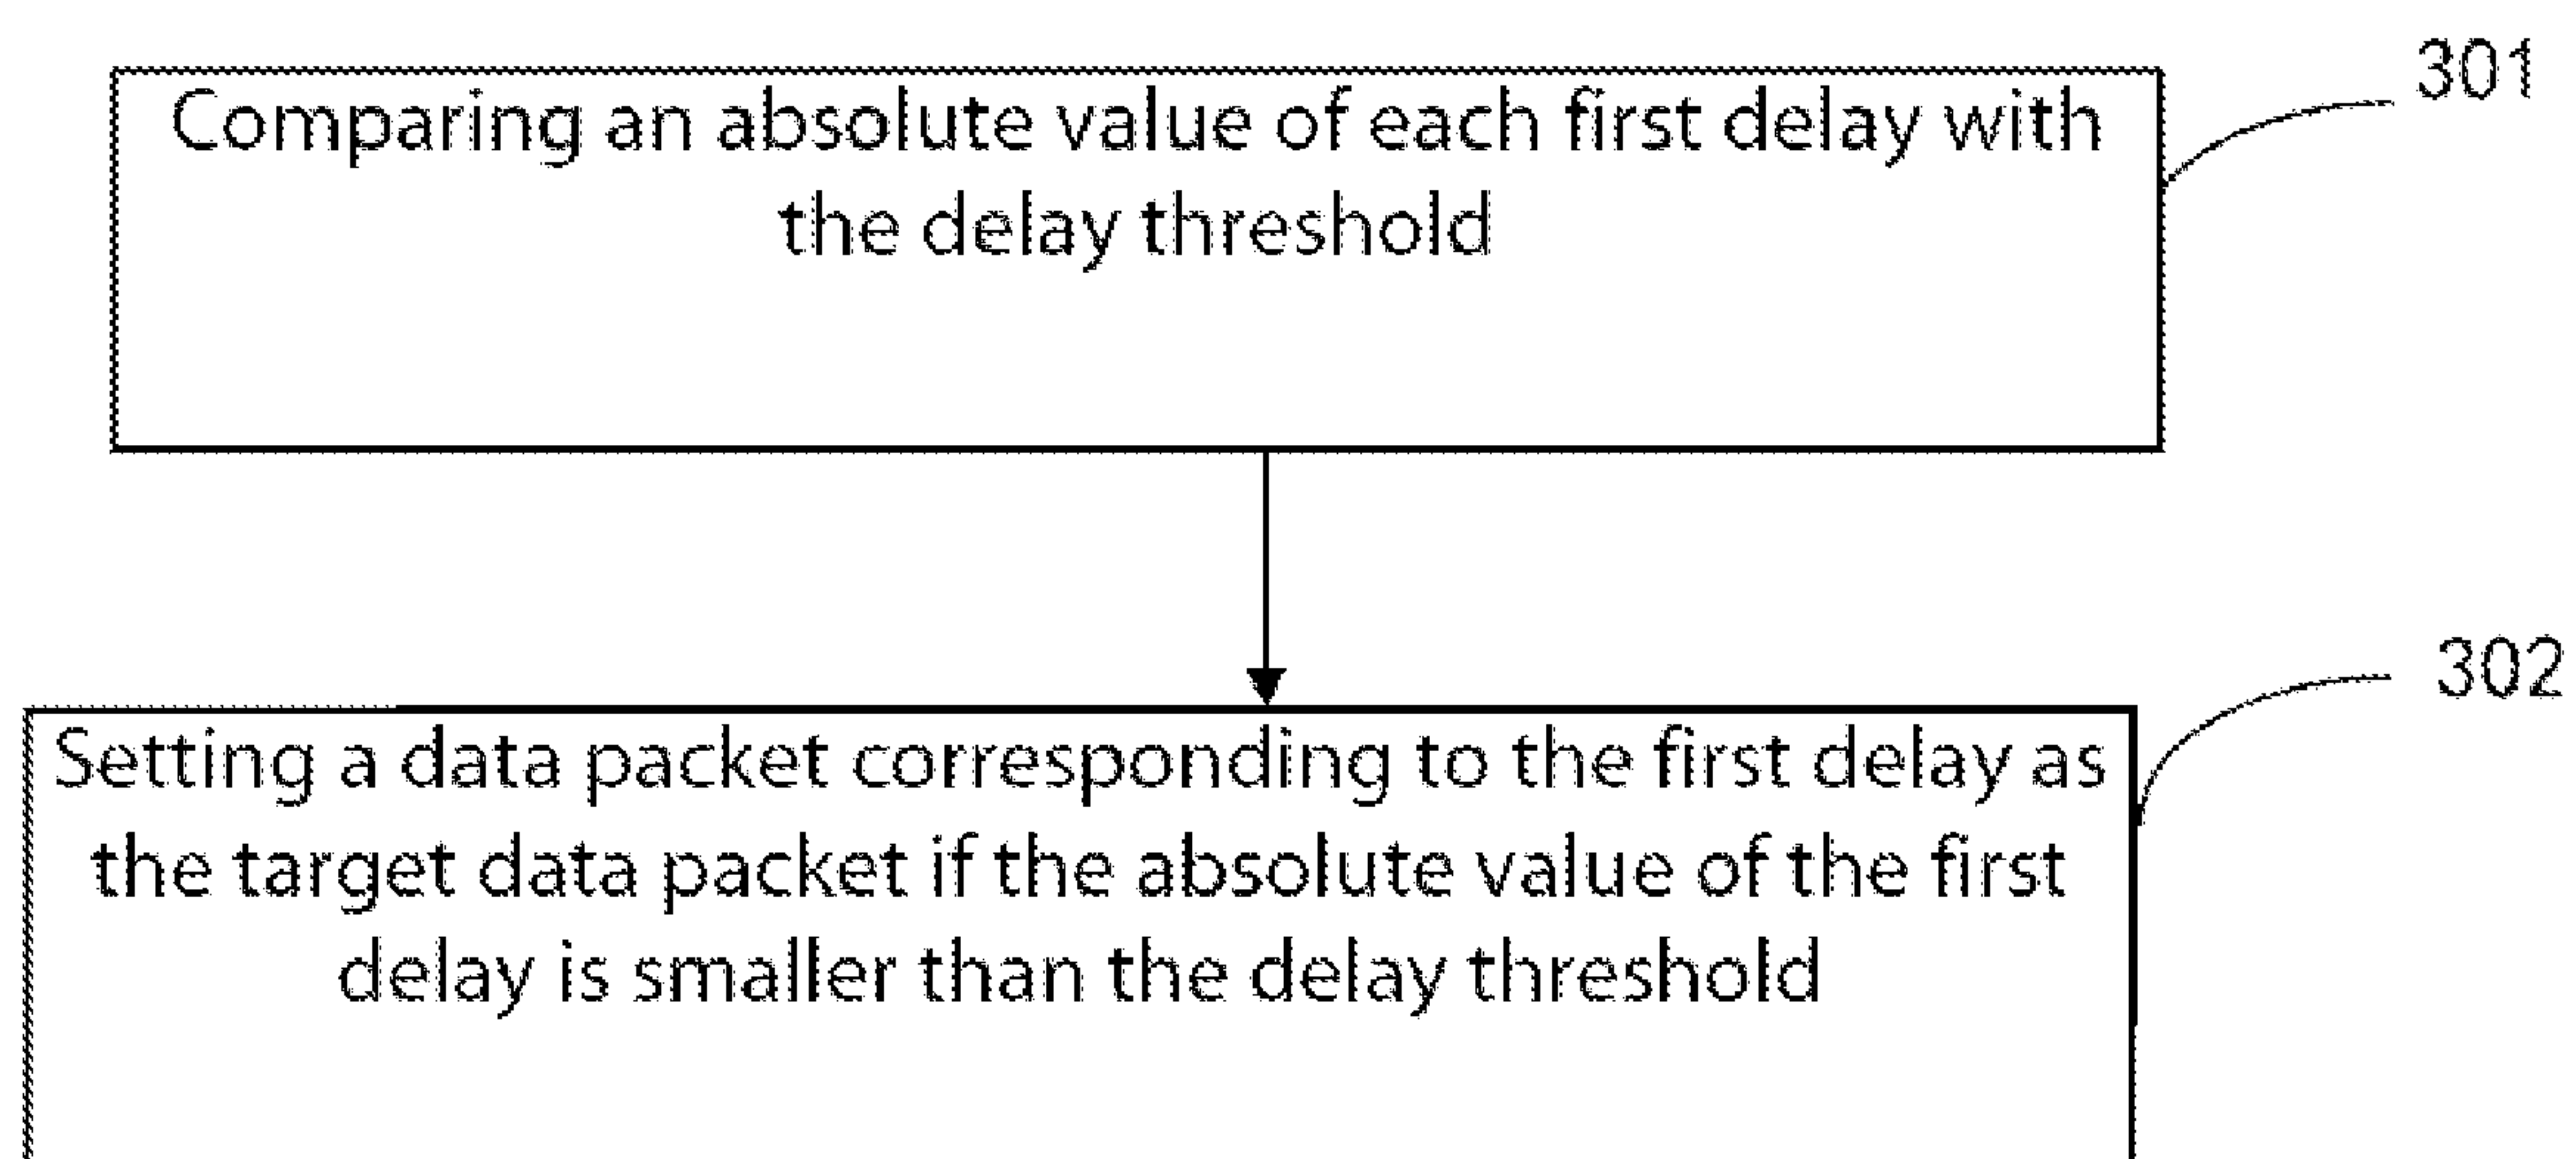 301
Comparing an absolute value of each first delay with
the delay threshold
302
Setting a data packet corresponding to the first delay as
the target data packet if the absolute value of the first
delay is smaller than the delay threshold